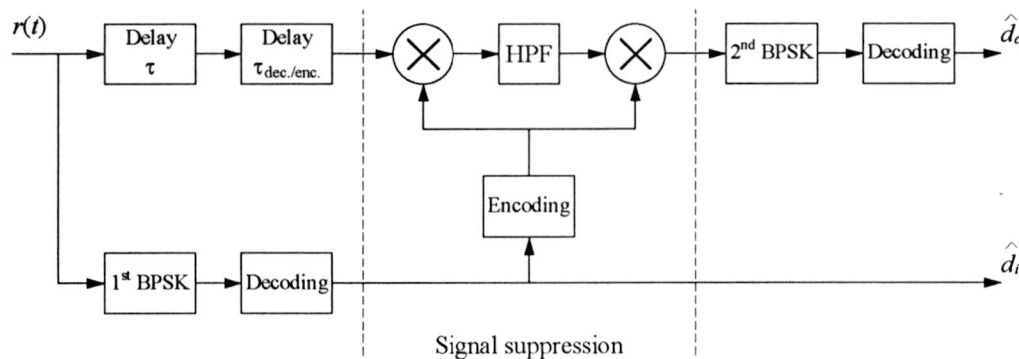 r(t)
Delay
τ
Delay
τdec./enc.
HPF
2nd BPSK
Decoding
Encoding
1st BPSK
Decoding
d̂i
Signal suppression